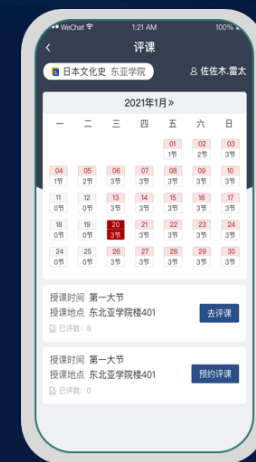 WeChat 1:21 AM 100%
评课
日本文化史 东亚学院 佐佐木.雷太
2021年1月»
一 二 三 四 五 六 日
01 02 03
1节 2节 3节
04 05 06 07 08 09 10
1节 2节 3节 3节 3节 3节 3节
11 12 13 14 15 16 17
0节 0节 3节 3节 3节 3节 3节
18 19 20 21 22 23 24
0节 0节 3节 3节 3节 3节 3节
24 25 26 27 28 29 30
0节 0节 3节 3节 3节 3节 3节
授课时间 第一大节
授课地点 东北亚学院楼401
去评课
已评数：8
授课时间 第一大节
授课地点 东北亚学院楼401
预约评课
已评数：0